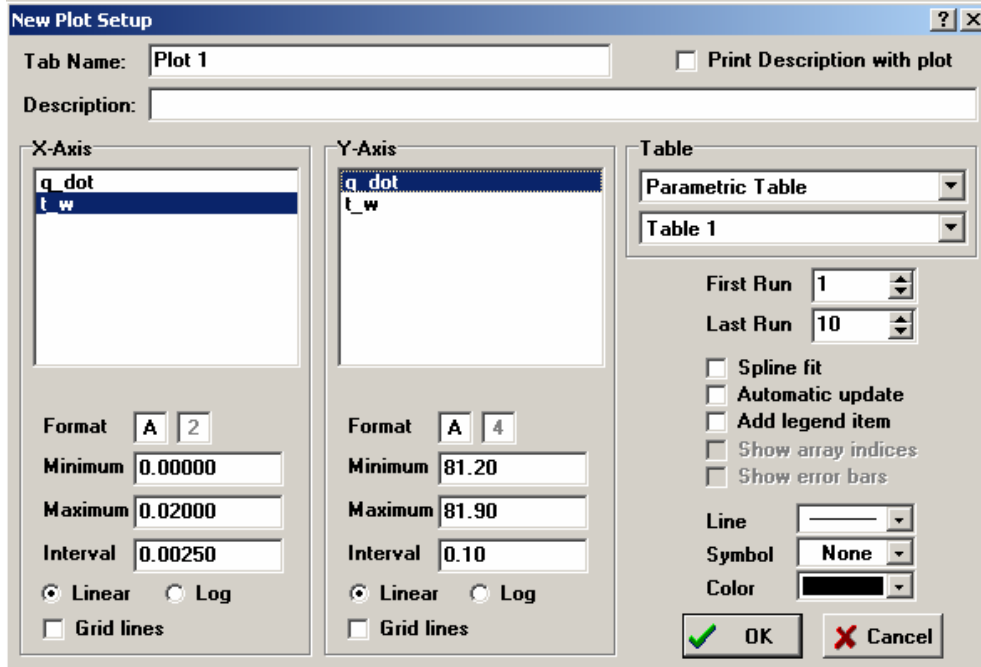 New Plot Setup
Tab Name: Plot 1
Print Description with plot
Description:
X-Axis
q_dot
t_w
Format A 2
Minimum 0.00000
Maximum 0.02000
Interval 0.00250
Linear Log
Grid lines
Y-Axis
q_dot
t_w
Format A 4
Minimum 81.20
Maximum 81.90
Interval 0.10
Linear Log
Grid lines
Table
Parametric Table
Table 1
First Run 1
Last Run 10
Spline fit
Automatic update
Add legend item
Show array indices
Show error bars
Line
Symbol None
Color
OK Cancel